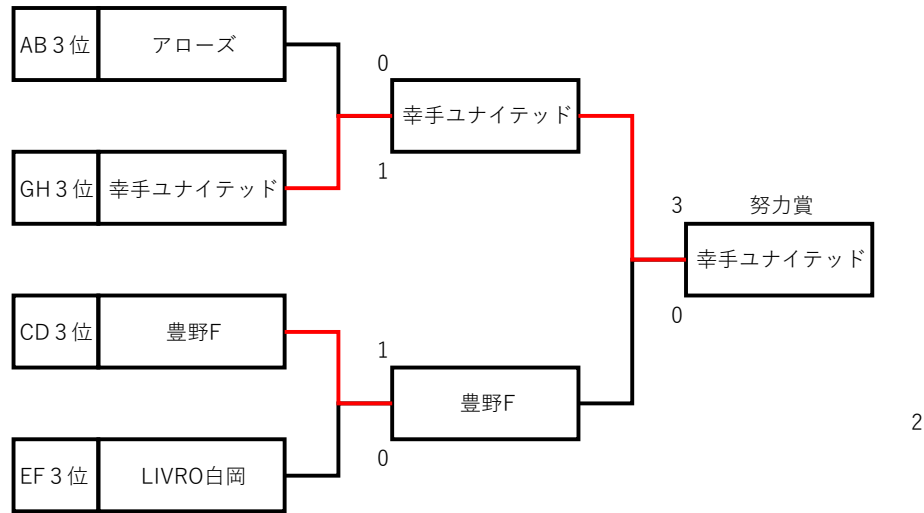 AB３位 アローズ
0
幸手ユナイテッド
1
GH３位 幸手ユナイテッド
3 努力賞
幸手ユナイテッド
0
CD３位 豊野F
1
豊野F
0
2
EF３位 LIVRO白岡